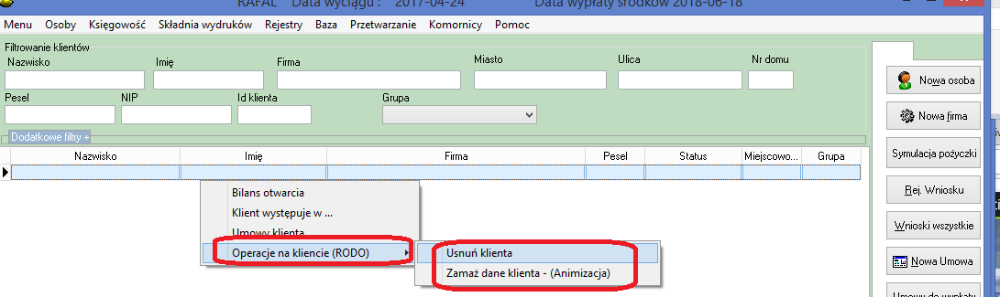 RAFAŁ Data wyciągu : 2017-04-24 Data wypłaty środków 2018-06-18
Menu Osoby Księgowość Składnia wydruków Rejestry Baza Przetwarzanie Komornicy Pomoc
Filtrowanie klientów
Nazwisko Imię Firma Miasto Ulica Nr domu
Pesel NIP Id klienta Grupa
Dodatkowe filtry +
Nazwisko Imię Firma Pesel Status Miejscowo... Grupa
Bilans otwarcia
Klient występuje w ...
Umowy klienta
Operacje na kliencie (RODO)
Usnuń klienta
Zamaż dane klienta - (Animizacja)
Nowa osoba
Nowa firma
Symulacja pożyczki
Rej. Wniosku
Wnioski wszystkie
Nowa Umowa
Umowy do wypłaty